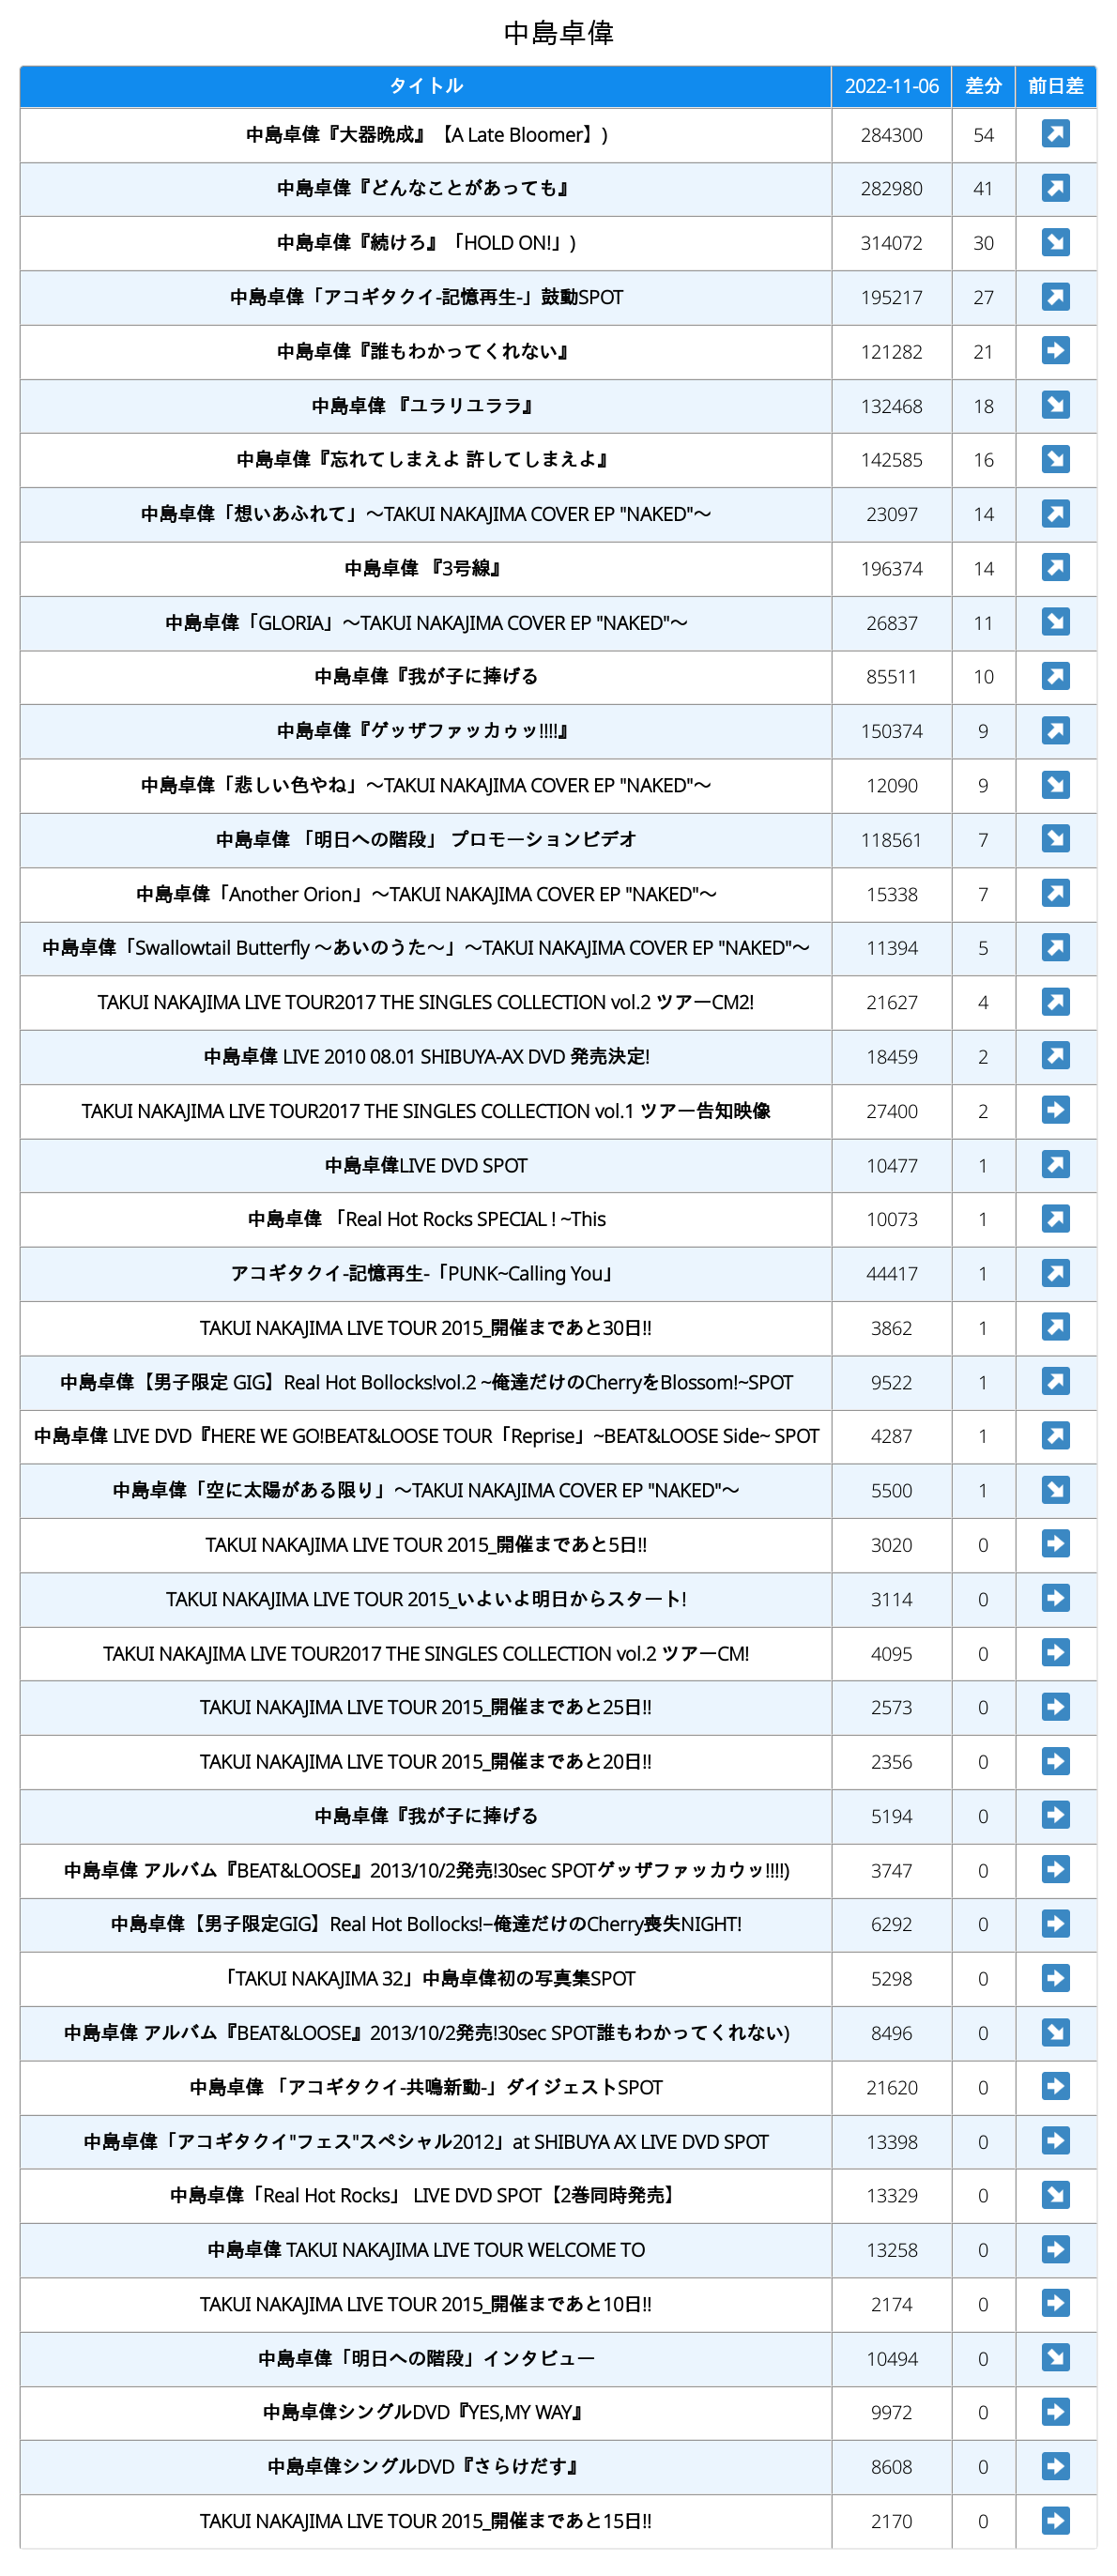 中島卓偉
タイトル 2022-11-06 差分 前日差
中島卓偉『大器晩成』【A Late Bloomer】) 284300 54 ↗
中島卓偉『どんなことがあっても』 282980 41 ↗
中島卓偉『続けろ』「HOLD ON!」) 314072 30 ↘
中島卓偉「アコギタクイ-記憶再生-」鼓動SPOT 195217 27 ↗
中島卓偉『誰もわかってくれない』 121282 21 ➡
中島卓偉 『ユラリユララ』 132468 18 ↘
中島卓偉『忘れてしまえよ 許してしまえよ』 142585 16 ↘
中島卓偉「想いあふれて」〜TAKUI NAKAJIMA COVER EP "NAKED"〜 23097 14 ↗
中島卓偉 『3号線』 196374 14 ↗
中島卓偉「GLORIA」〜TAKUI NAKAJIMA COVER EP "NAKED"〜 26837 11 ↘
中島卓偉『我が子に捧げる 85511 10 ↗
中島卓偉『ゲッザファッカゥッ!!!!』 150374 9 ↗
中島卓偉「悲しい色やね」〜TAKUI NAKAJIMA COVER EP "NAKED"〜 12090 9 ↘
中島卓偉 「明日への階段」 プロモーションビデオ 118561 7 ↘
中島卓偉「Another Orion」〜TAKUI NAKAJIMA COVER EP "NAKED"〜 15338 7 ↗
中島卓偉「Swallowtail Butterfly 〜あいのうた〜」〜TAKUI NAKAJIMA COVER EP "NAKED"〜 11394 5 ↗
TAKUI NAKAJIMA LIVE TOUR2017 THE SINGLES COLLECTION vol.2 ツアーCM2! 21627 4 ↗
中島卓偉 LIVE 2010 08.01 SHIBUYA-AX DVD 発売決定! 18459 2 ↗
TAKUI NAKAJIMA LIVE TOUR2017 THE SINGLES COLLECTION vol.1 ツアー告知映像 27400 2 ➡
中島卓偉LIVE DVD SPOT 10477 1 ↗
中島卓偉 「Real Hot Rocks SPECIAL ! ~This 10073 1 ↗
アコギタクイ-記憶再生-「PUNK~Calling You」 44417 1 ↗
TAKUI NAKAJIMA LIVE TOUR 2015_開催まであと30日!! 3862 1 ↗
中島卓偉【男子限定 GIG】Real Hot Bollocks!vol.2 ~俺達だけのCherryをBlossom!~SPOT 9522 1 ↗
中島卓偉 LIVE DVD『HERE WE GO!BEAT&LOOSE TOUR「Reprise」~BEAT&LOOSE Side~ SPOT 4287 1 ↗
中島卓偉「空に太陽がある限り」〜TAKUI NAKAJIMA COVER EP "NAKED"〜 5500 1 ↘
TAKUI NAKAJIMA LIVE TOUR 2015_開催まであと5日!! 3020 0 ➡
TAKUI NAKAJIMA LIVE TOUR 2015_いよいよ明日からスタート! 3114 0 ➡
TAKUI NAKAJIMA LIVE TOUR2017 THE SINGLES COLLECTION vol.2 ツアーCM! 4095 0 ➡
TAKUI NAKAJIMA LIVE TOUR 2015_開催まであと25日!! 2573 0 ➡
TAKUI NAKAJIMA LIVE TOUR 2015_開催まであと20日!! 2356 0 ➡
中島卓偉『我が子に捧げる 5194 0 ➡
中島卓偉 アルバム『BEAT&LOOSE』2013/10/2発売!30sec SPOTゲッザファッカウッ!!!!) 3747 0 ➡
中島卓偉【男子限定GIG】Real Hot Bollocks!−俺達だけのCherry喪失NIGHT! 6292 0 ➡
「TAKUI NAKAJIMA 32」中島卓偉初の写真集SPOT 5298 0 ➡
中島卓偉 アルバム『BEAT&LOOSE』2013/10/2発売!30sec SPOT誰もわかってくれない) 8496 0 ↘
中島卓偉 「アコギタクイ-共鳴新動-」ダイジェストSPOT 21620 0 ➡
中島卓偉「アコギタクイ"フェス"スペシャル2012」at SHIBUYA AX LIVE DVD SPOT 13398 0 ➡
中島卓偉「Real Hot Rocks」 LIVE DVD SPOT【2巻同時発売】 13329 0 ↘
中島卓偉 TAKUI NAKAJIMA LIVE TOUR WELCOME TO 13258 0 ➡
TAKUI NAKAJIMA LIVE TOUR 2015_開催まであと10日!! 2174 0 ➡
中島卓偉「明日への階段」インタビュー 10494 0 ↘
中島卓偉シングルDVD『YES,MY WAY』 9972 0 ➡
中島卓偉シングルDVD『さらけだす』 8608 0 ➡
TAKUI NAKAJIMA LIVE TOUR 2015_開催まであと15日!! 2170 0 ➡